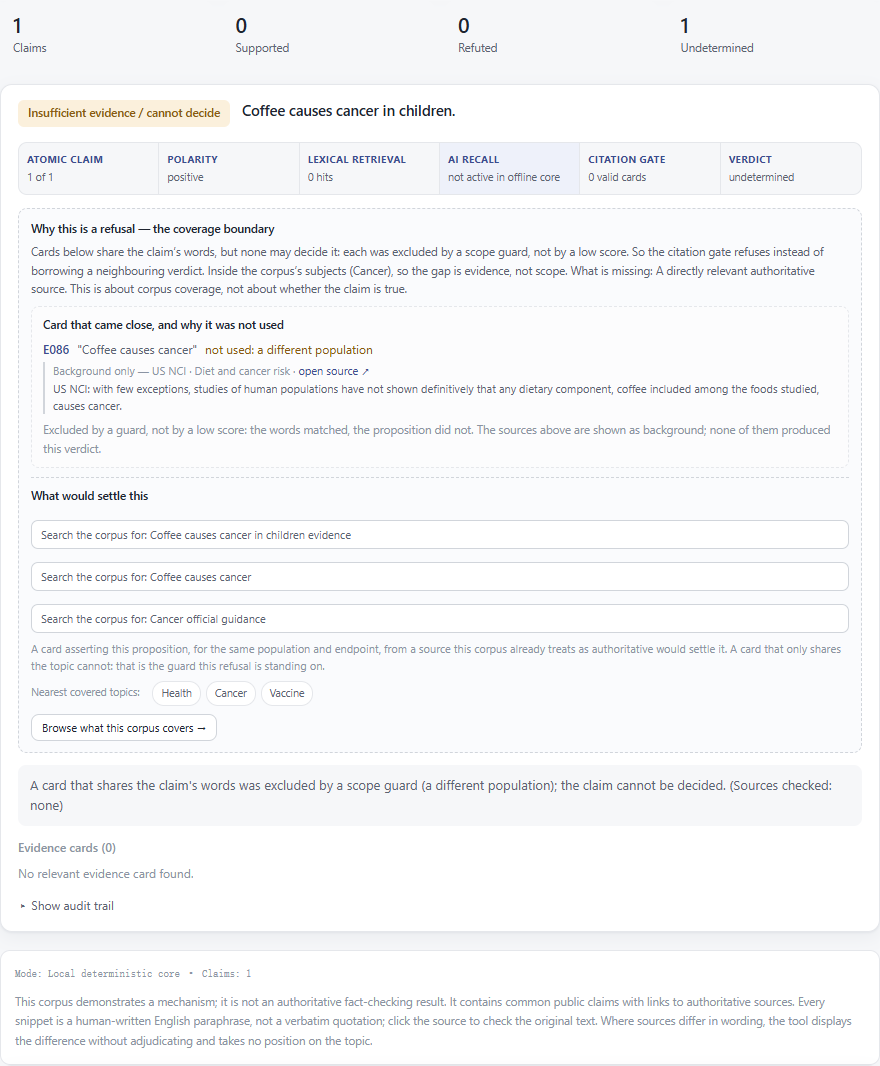 1 0 0 1
Claims Supported Refuted Undetermined
Insufficient evidence / cannot decide Coffee causes cancer in children.
ATOMIC CLAIM POLARITY LEXICAL RETRIEVAL AI RECALL CITATION GATE VERDICT
1 of 1 positive 0 hits not active in offline core 0 valid cards undetermined
Why this is a refusal — the coverage boundary
Cards below share the claim's words, but none may decide it: each was excluded by a scope guard, not by a low score. So the citation gate refuses instead of
borrowing a neighbouring verdict. Inside the corpus's subjects (Cancer), so the gap is evidence, not scope. What is missing: A directly relevant authoritative
source. This is about corpus coverage, not about whether the claim is true.
Card that came close, and why it was not used
E086 "Coffee causes cancer" not used: a different population
Background only — US NCI · Diet and cancer risk · open source ↗
US NCI: with few exceptions, studies of human populations have not shown definitively that any dietary component, coffee included among the foods studied,
causes cancer.
Excluded by a guard, not by a low score: the words matched, the proposition did not. The sources above are shown as background; none of them produced
this verdict.
What would settle this
Search the corpus for: Coffee causes cancer in children evidence
Search the corpus for: Coffee causes cancer
Search the corpus for: Cancer official guidance
A card asserting this proposition, for the same population and endpoint, from a source this corpus already treats as authoritative would settle it. A card that only shares
the topic cannot: that is the guard this refusal is standing on.
Nearest covered topics: Health Cancer Vaccine
Browse what this corpus covers →
A card that shares the claim's words was excluded by a scope guard (a different population); the claim cannot be decided. (Sources checked:
none)
Evidence cards (0)
No relevant evidence card found.
▸ Show audit trail
Mode: Local deterministic core • Claims: 1
This corpus demonstrates a mechanism; it is not an authoritative fact-checking result. It contains common public claims with links to authoritative sources. Every
snippet is a human-written English paraphrase, not a verbatim quotation; click the source to check the original text. Where sources differ in wording, the tool displays
the difference without adjudicating and takes no position on the topic.